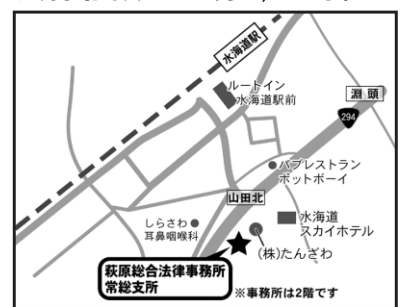 水海道駅
ルートイン
水海道駅前
淵頭
294
パブレストラン
ポットボーイ
山田北
しらさわ
耳鼻咽喉科
水海道
スカイホテル
(株)たんざわ
萩原総合法律事務所
常総支所
※事務所は2階です